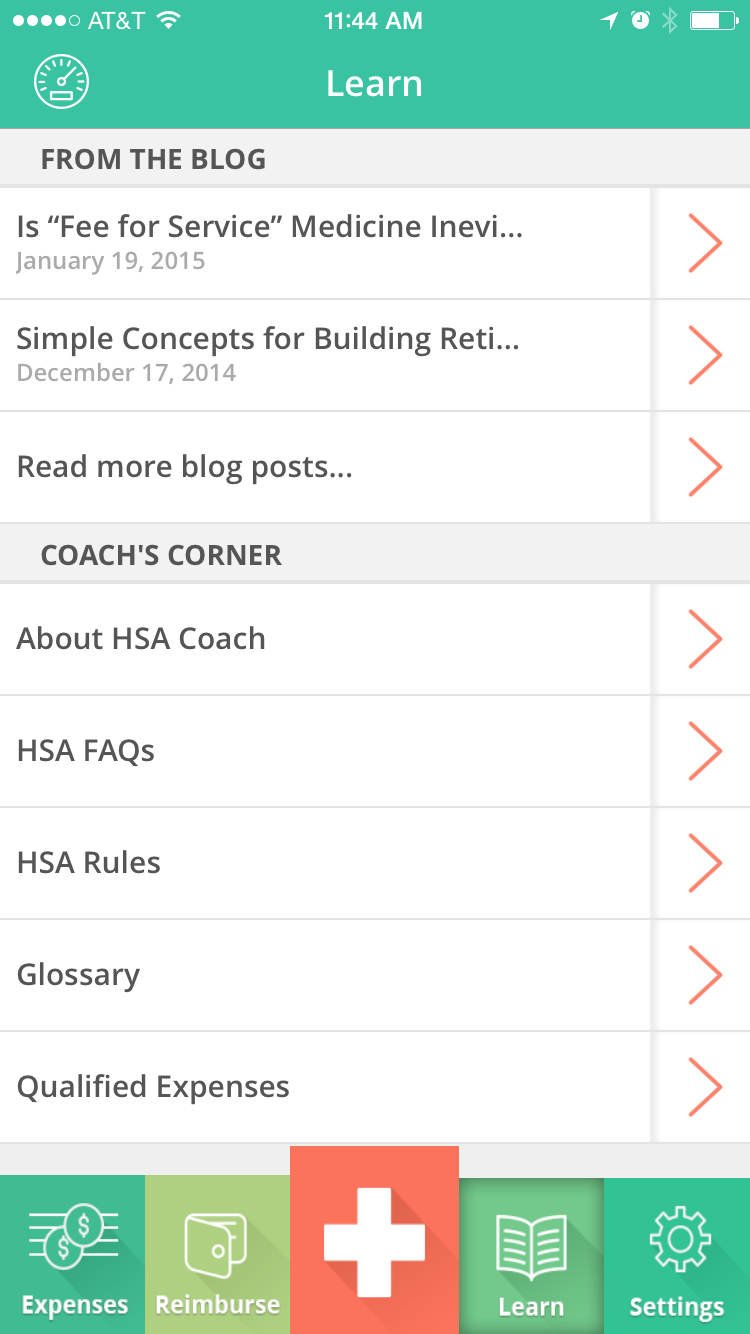 AT&T 11:44 AM
Learn
FROM THE BLOG
Is “Fee for Service” Medicine Inevi...
January 19, 2015
Simple Concepts for Building Reti...
December 17, 2014
Read more blog posts...
COACH'S CORNER
About HSA Coach
HSA FAQs
HSA Rules
Glossary
Qualified Expenses
$ $
Expenses Reimburse Learn Settings